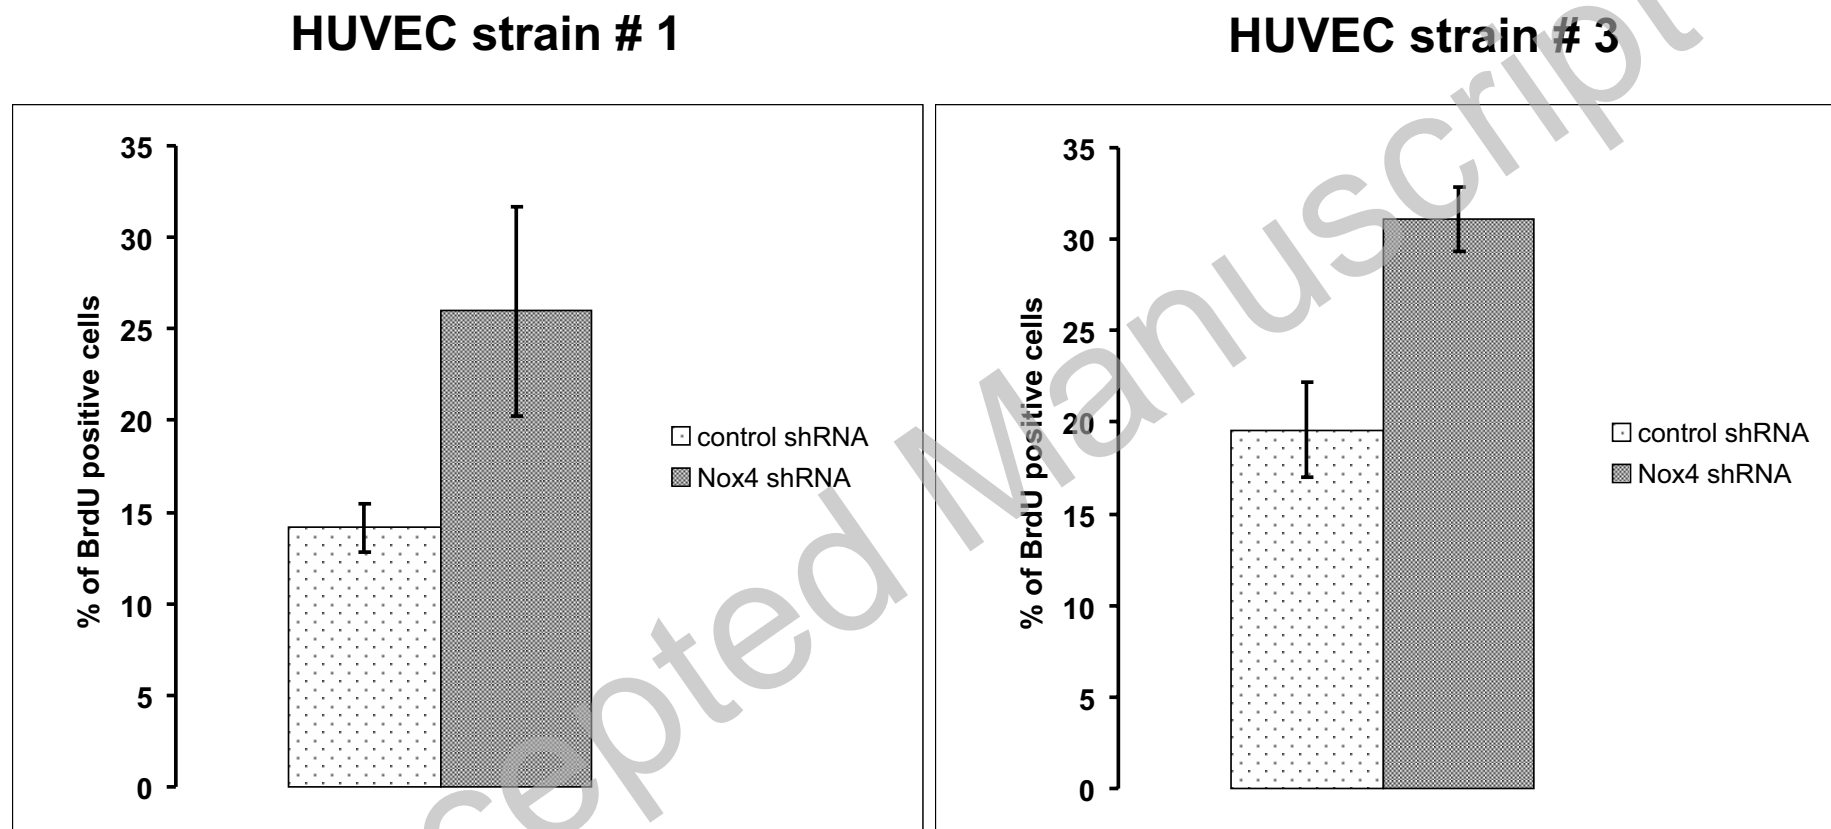 HUVEC strain # 1
HUVEC strain # 3
35
30
25
20
15
10
5
0
% of BrdU positive cells
control shRNA
Nox4 shRNA
35
30
25
20
15
10
5
0
% of BrdU positive cells
control shRNA
Nox4 shRNA
cepted Manuscript